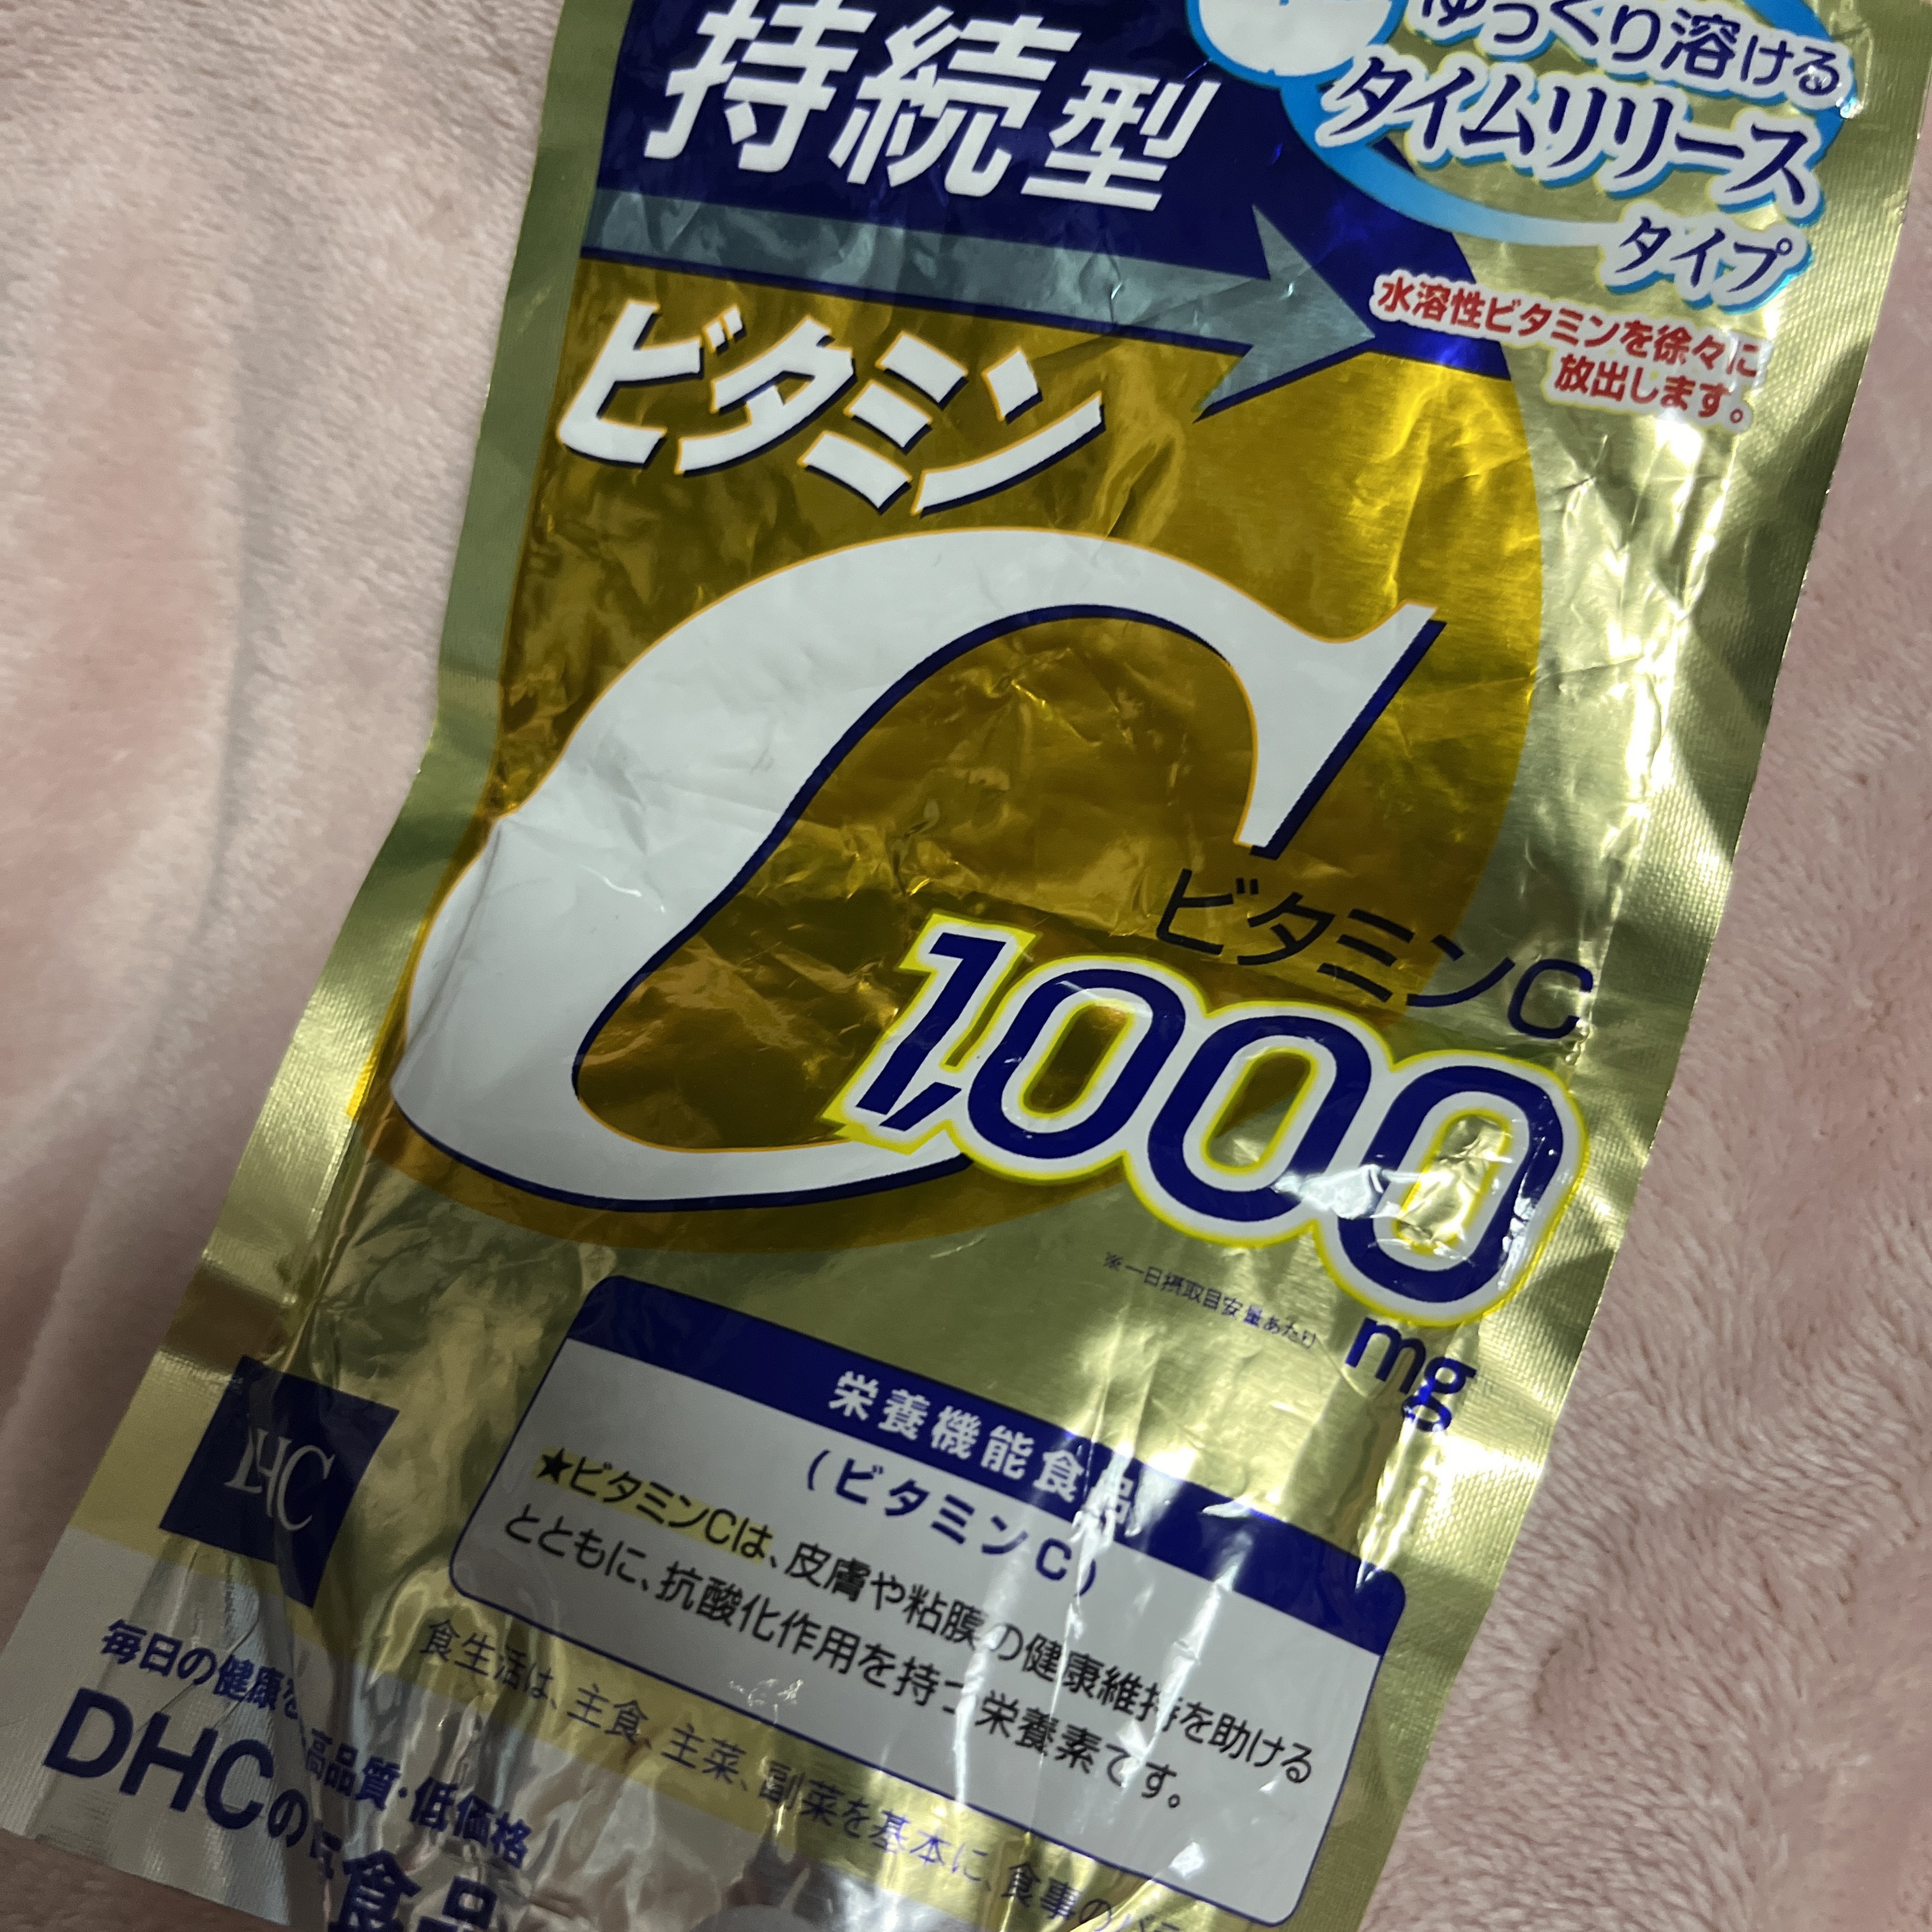 持続型
ゆっくり溶ける
タイムリリース
タイプ
水溶性ビタミンを徐々に
放出します。
ビタミン
C
ビタミンC
1,000
mg
※一日摂取目安量あたり
栄養機能食品
(ビタミンC)
★ビタミンCは、皮膚や粘膜の健康維持を助ける
とともに、抗酸化作用を持つ栄養素です。
DHC
食生活は、主食、主菜、副菜を基本に、食事の
毎日の健康を高品質・低価格
DHCの 食品